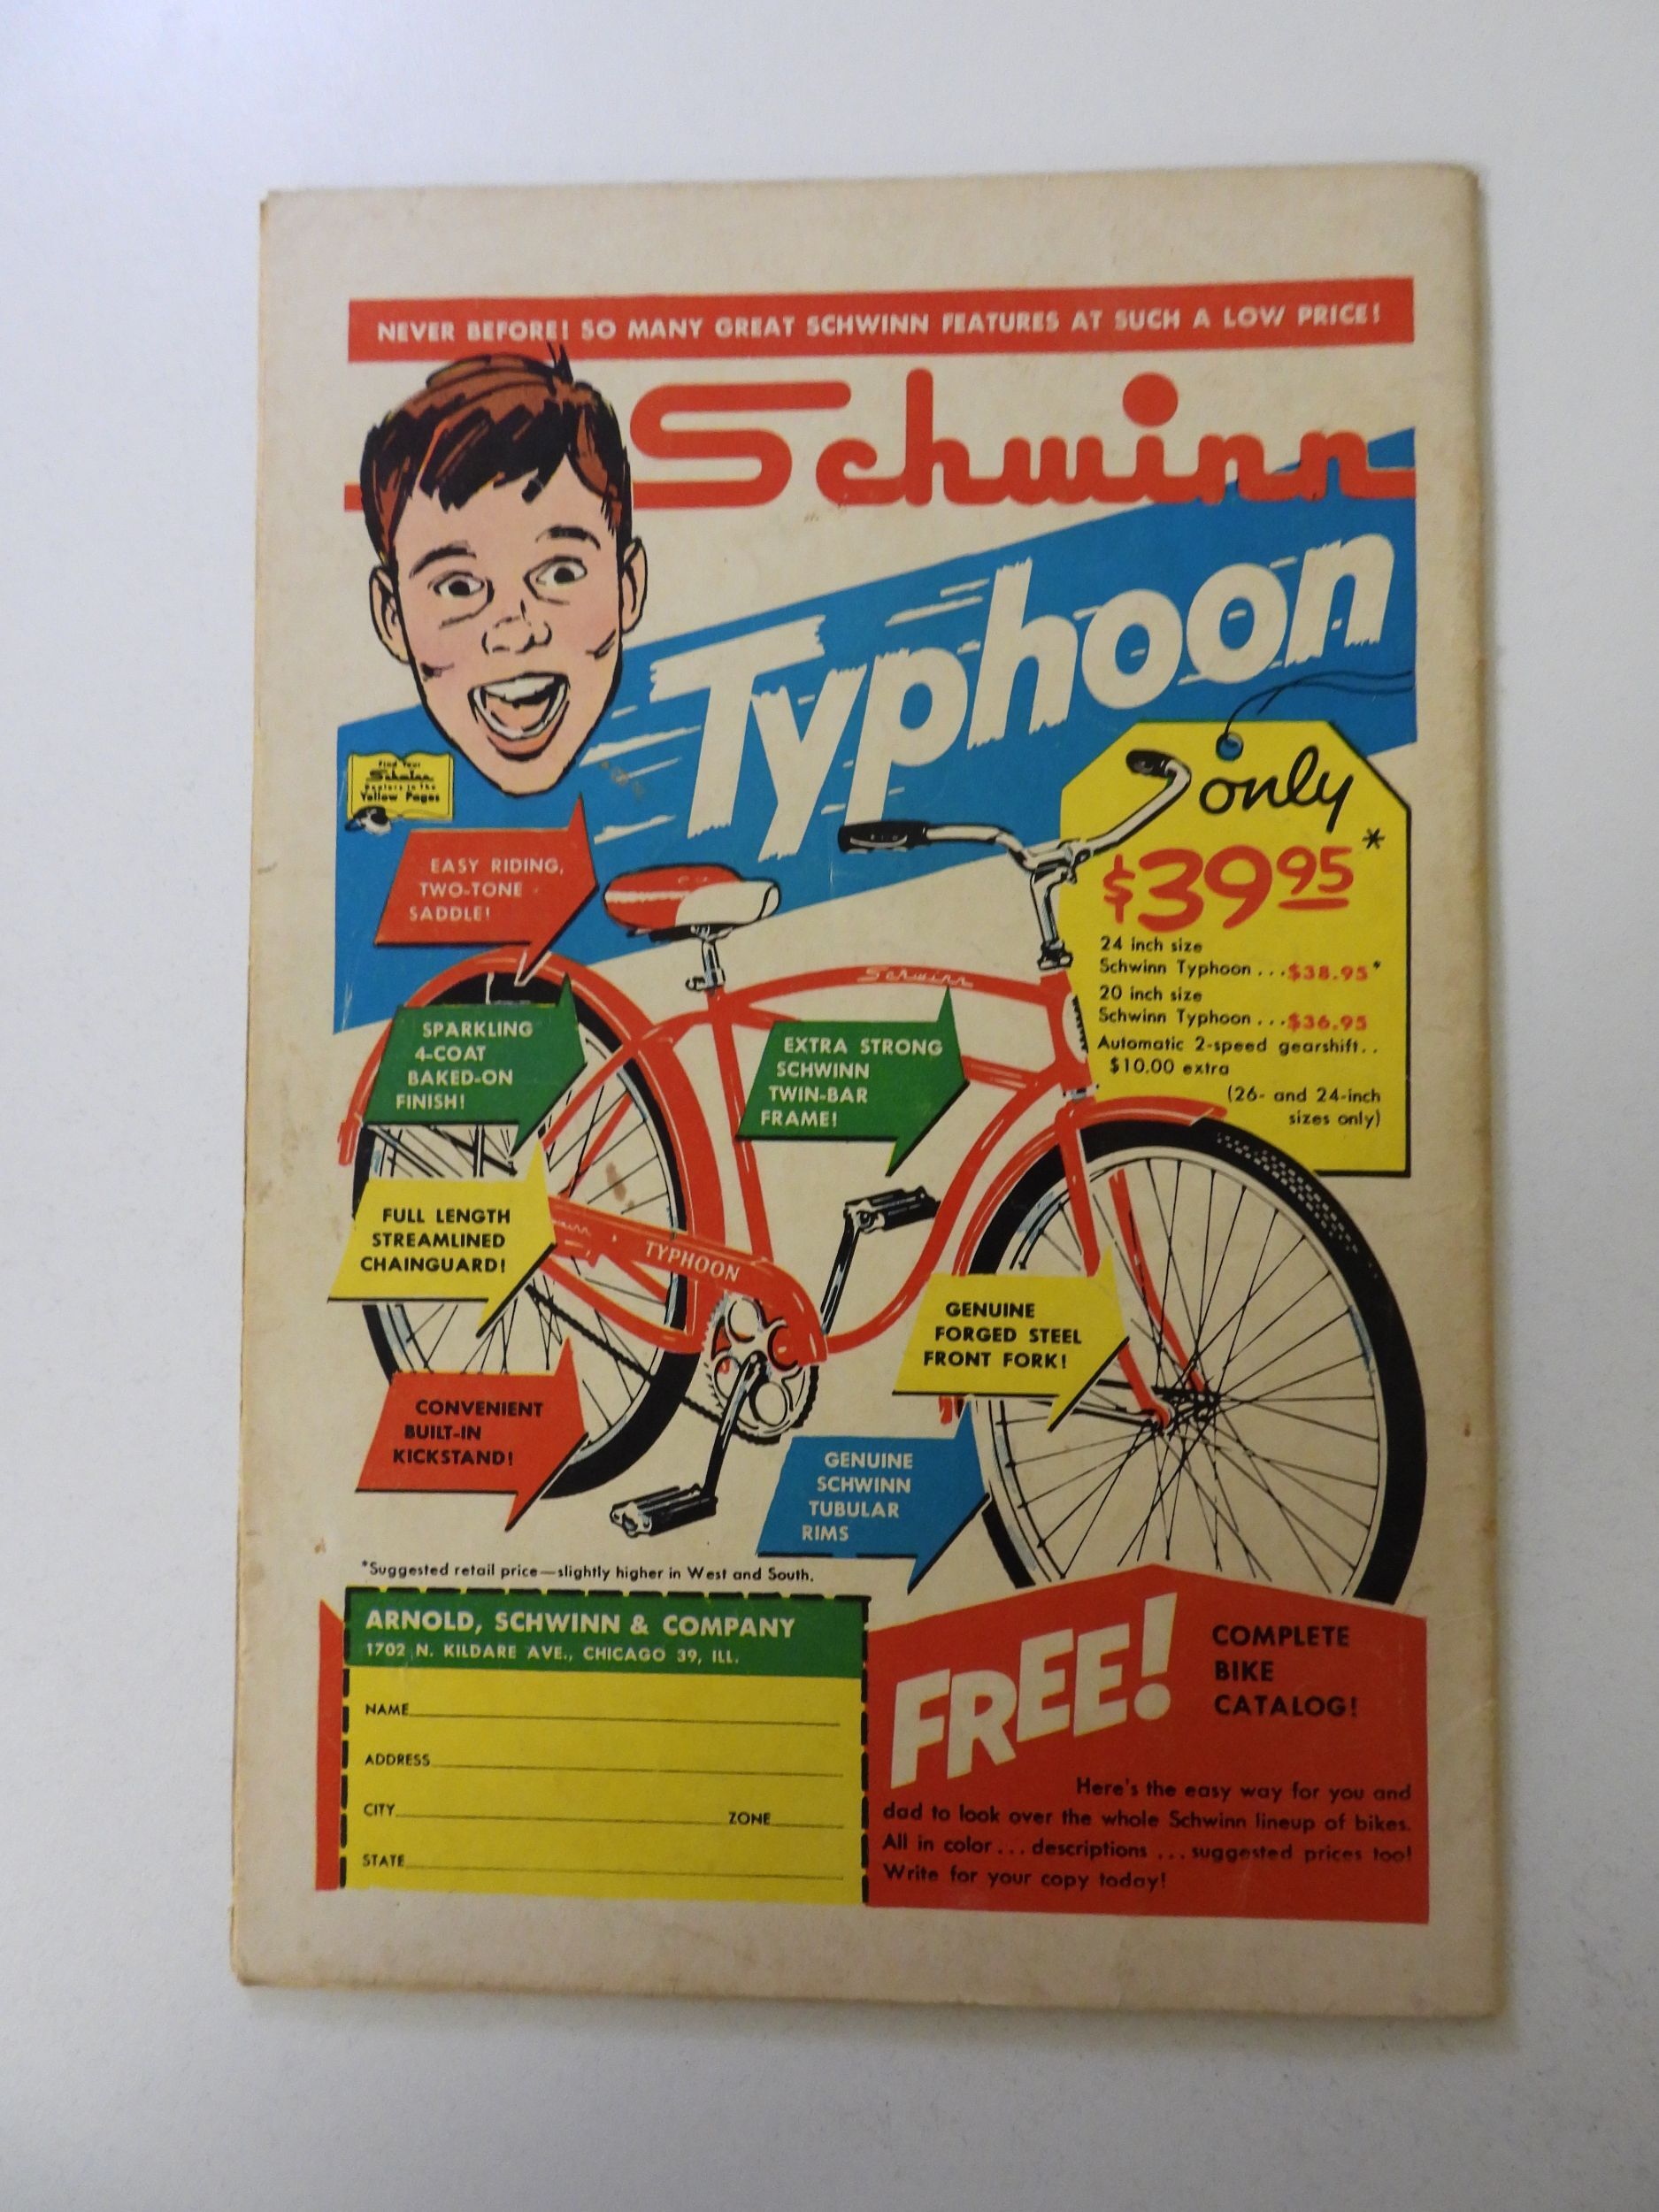 NEVER BEFORE! SO MANY GREAT SCHWINN FEATURES AT SUCH A LOW PRICE!
Schwinn
Typhoon
Find Your
Schwinn
Dealers in the
Yellow Pages
only
$39.95*
24 inch size
Schwinn Typhoon ...$38.95*
20 inch size
Schwinn Typhoon ...$36.95
Automatic 2-speed gearshift..
$10.00 extra
(26- and 24-inch
sizes only)
EASY RIDING,
TWO-TONE
SADDLE!
Schwinn
SPARKLING
4-COAT
BAKED-ON
FINISH!
EXTRA STRONG
SCHWINN
TWIN-BAR
FRAME!
FULL LENGTH
STREAMLINED
CHAINGUARD!
TYPHOON
GENUINE
FORGED STEEL
FRONT FORK!
CONVENIENT
BUILT-IN
KICKSTAND!
GENUINE
SCHWINN
TUBULAR
RIMS
*Suggested retail price—slightly higher in West and South.
ARNOLD, SCHWINN & COMPANY
1702 N. KILDARE AVE., CHICAGO 39, ILL.
NAME
ADDRESS
CITY ZONE
STATE
FREE!
COMPLETE
BIKE
CATALOG!
Here's the easy way for you and
dad to look over the whole Schwinn lineup of bikes.
All in color ... descriptions ... suggested prices too!
Write for your copy today!